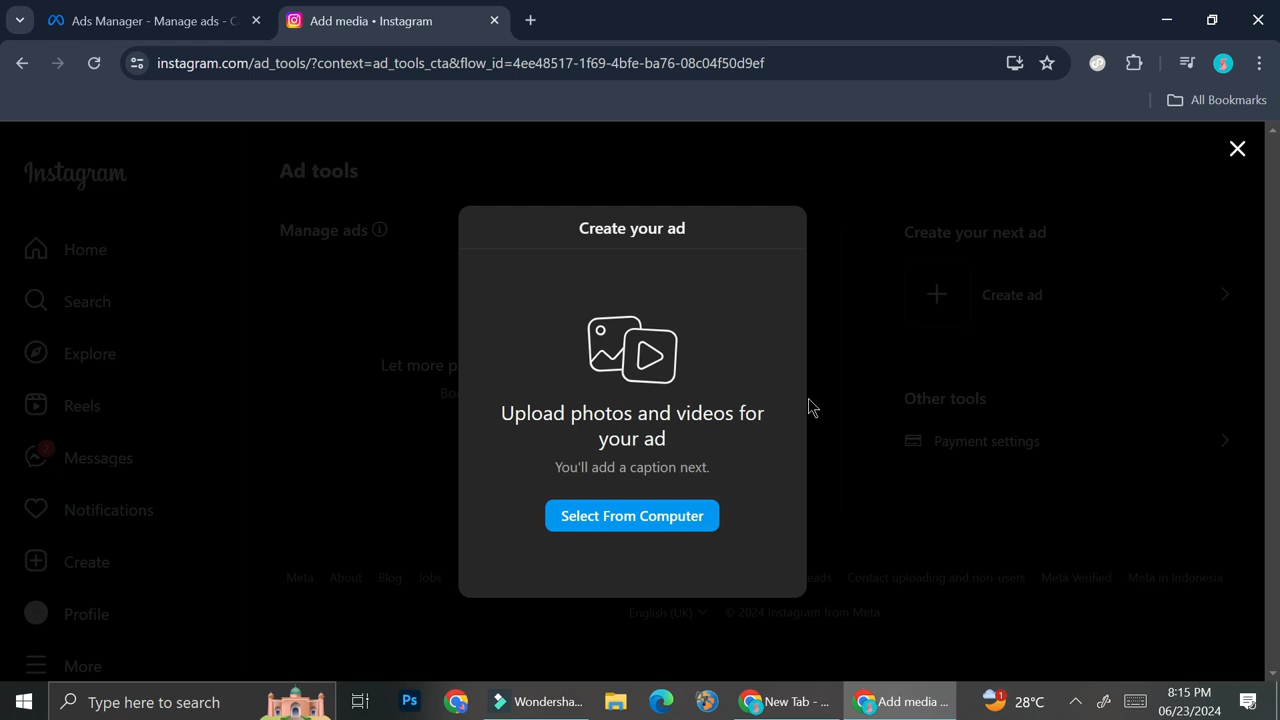 Ads Manager - Manage ads - C
Add media • Instagram
instagram.com/ad_tools/?context=ad_tools_cta&flow_id=4ee48517-1f69-4bfe-ba76-08c04f50d9ef
All Bookmarks
Instagram
Home
Search
Explore
Reels
2
Messages
Notifications
Create
Profile
More
Ad tools
Manage ads
Let more p
Boo
Create your ad
Upload photos and videos for
your ad
You'll add a caption next.
Select From Computer
Create your next ad
Create ad
Other tools
Payment settings
Meta About Blog Jobs eads Contact uploading and non-users Meta Verified Meta in Indonesia
English (UK) © 2024 Instagram from Meta
Type here to search
Ps
Wondersha...
New Tab - ...
Add media ...
1
28°C
8:15 PM
06/23/2024